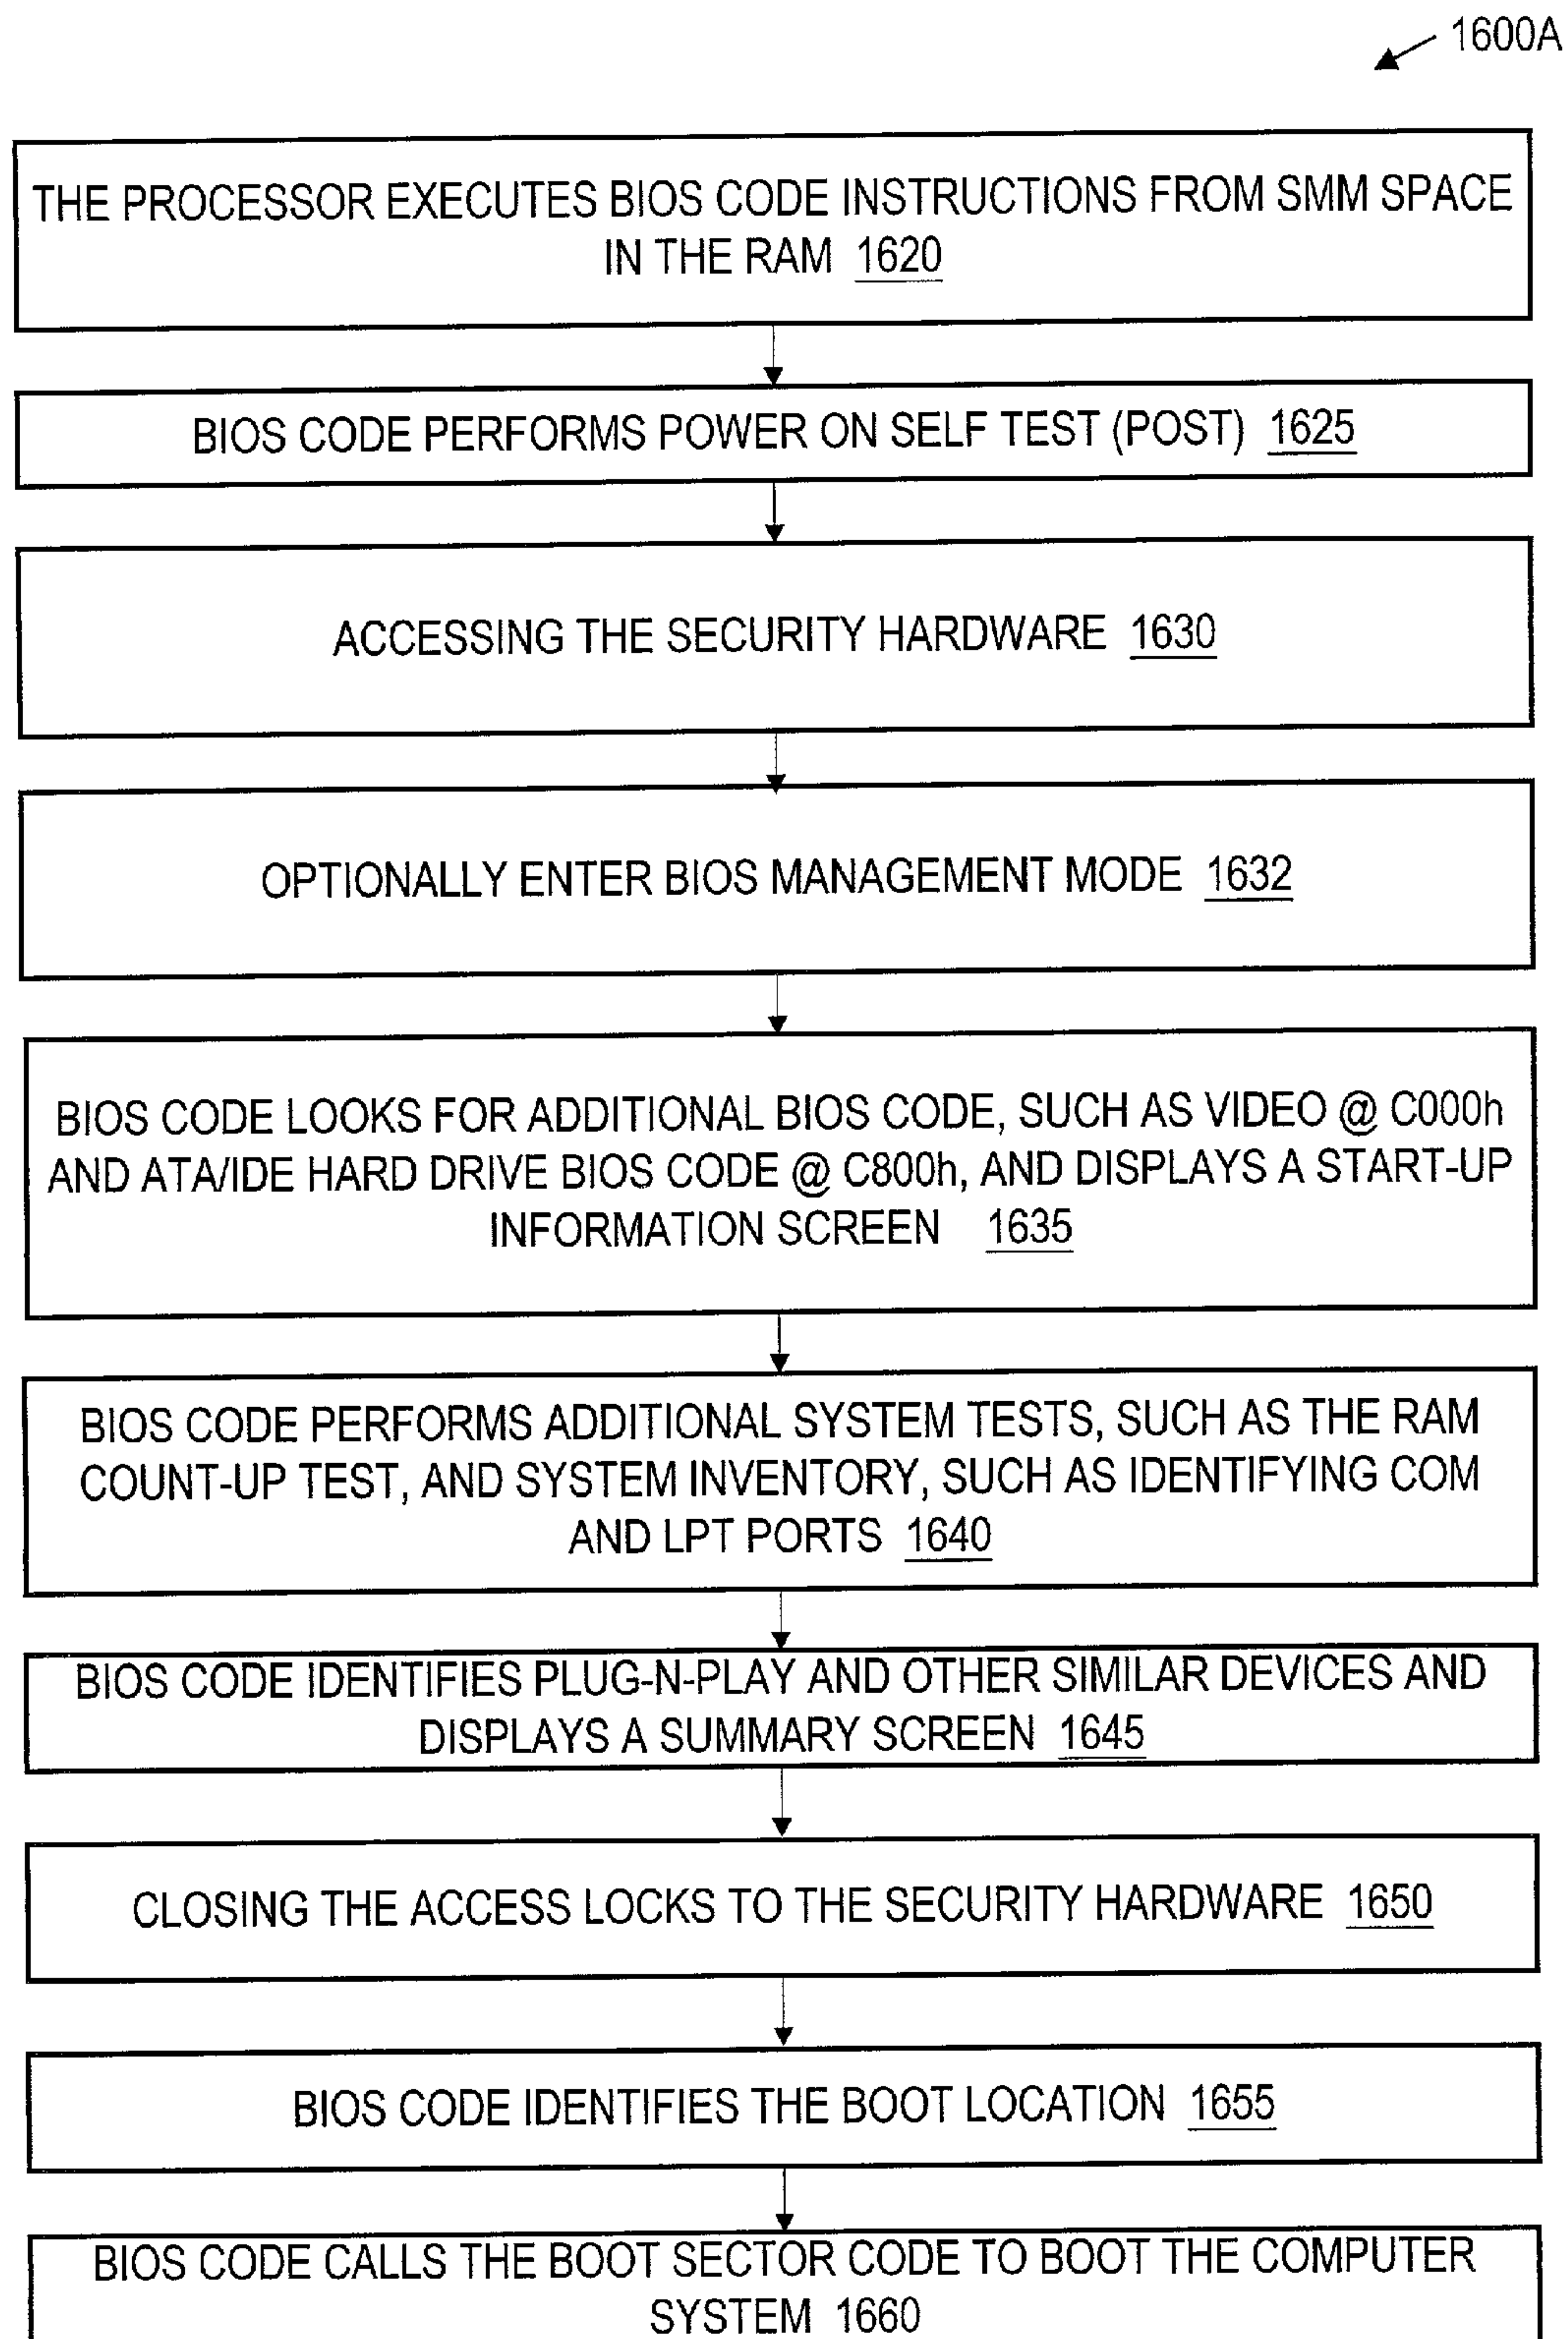 1600A
THE PROCESSOR EXECUTES BIOS CODE INSTRUCTIONS FROM SMM SPACE
IN THE RAM 1620
BIOS CODE PERFORMS POWER ON SELF TEST (POST) 1625
ACCESSING THE SECURITY HARDWARE 1630
OPTIONALLY ENTER BIOS MANAGEMENT MODE 1632
BIOS CODE LOOKS FOR ADDITIONAL BIOS CODE, SUCH AS VIDEO @ C000h
AND ATA/IDE HARD DRIVE BIOS CODE @ C800h, AND DISPLAYS A START-UP
INFORMATION SCREEN 1635
BIOS CODE PERFORMS ADDITIONAL SYSTEM TESTS, SUCH AS THE RAM
COUNT-UP TEST, AND SYSTEM INVENTORY, SUCH AS IDENTIFYING COM
AND LPT PORTS 1640
BIOS CODE IDENTIFIES PLUG-N-PLAY AND OTHER SIMILAR DEVICES AND
DISPLAYS A SUMMARY SCREEN 1645
CLOSING THE ACCESS LOCKS TO THE SECURITY HARDWARE 1650
BIOS CODE IDENTIFIES THE BOOT LOCATION 1655
BIOS CODE CALLS THE BOOT SECTOR CODE TO BOOT THE COMPUTER
SYSTEM 1660